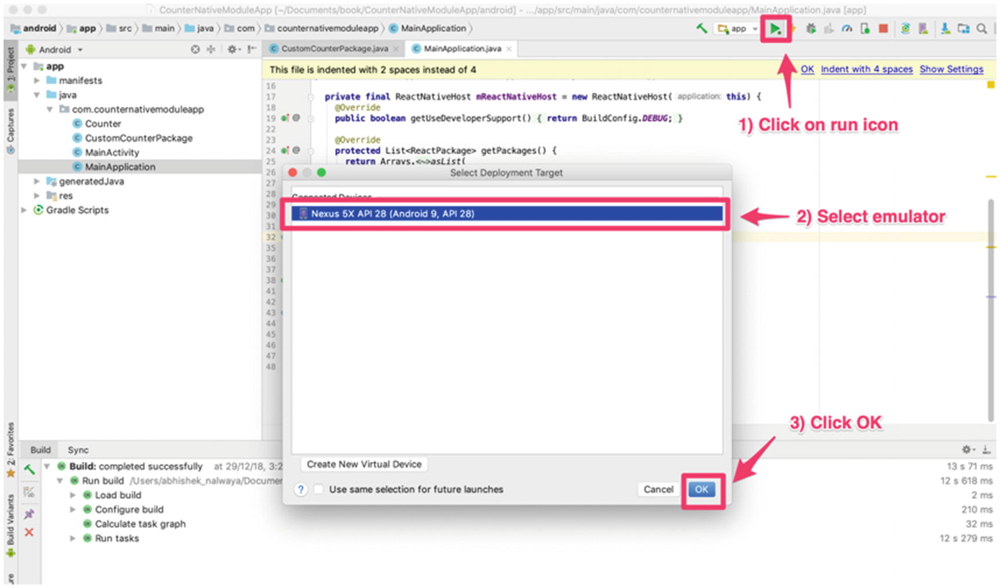 CounterNativeModuleApp [~/Documents/book/CounterNativeModuleApp/android] - .../app/src/main/java/com/counternativemoduleapp/MainApplication.java [app]
android app src main java com counternativemoduleapp MainApplication app
Android
CustomCounterPackage.java MainApplication.java
1: Project
Captures
2: Favorites
Build Variants
app
manifests
java
com.counternativemoduleapp
Counter
CustomCounterPackage
MainActivity
MainApplication
generatedJava
res
Gradle Scripts
This file is indented with 2 spaces instead of 4 OK Indent with 4 spaces Show Settings
16
17 private final ReactNativeHost mReactNativeHost = new ReactNativeHost( application: this) {
18 @Override
19 public boolean getUseDeveloperSupport() { return BuildConfig.DEBUG; }
22
23 @Override
24 protected List<ReactPackage> getPackages() {
25 return Arrays.<~>asList(
26
27
28
29
30
31
32
35
36
37
38
41
42
43
44
45
46
47
48
1) Click on run icon
Select Deployment Target
Connected Devices
Nexus 5X API 28 (Android 9, API 28)
2) Select emulator
3) Click OK
Create New Virtual Device
? Use same selection for future launches
Cancel OK
Build Sync
Build: completed successfully at 29/12/18, 3:2 13 s 71 ms
Run build /Users/abhishek_nalwaya/Documen 12 s 618 ms
Load build 2 ms
Configure build 210 ms
Calculate task graph 32 ms
Run tasks 12 s 279 ms